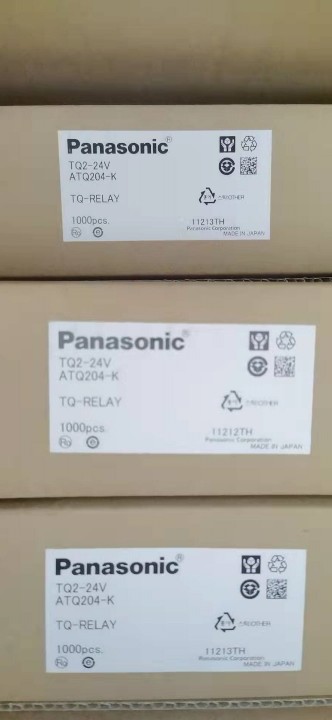 Panasonic®
TQ2-24V
ATQ204-K
TQ-RELAY
1000pcs.
11213TH
Panasonic Corporation
MADE IN JAPAN
Panasonic®
TQ2-24V
ATQ204-K
TQ-RELAY
1000pcs.
11212TH
Panasonic Corporation
MADE IN JAPAN
Panasonic®
TQ2-24V
ATQ204-K
TQ-RELAY
1000pcs.
11213TH
Panasonic Corporation
MADE IN JAPAN